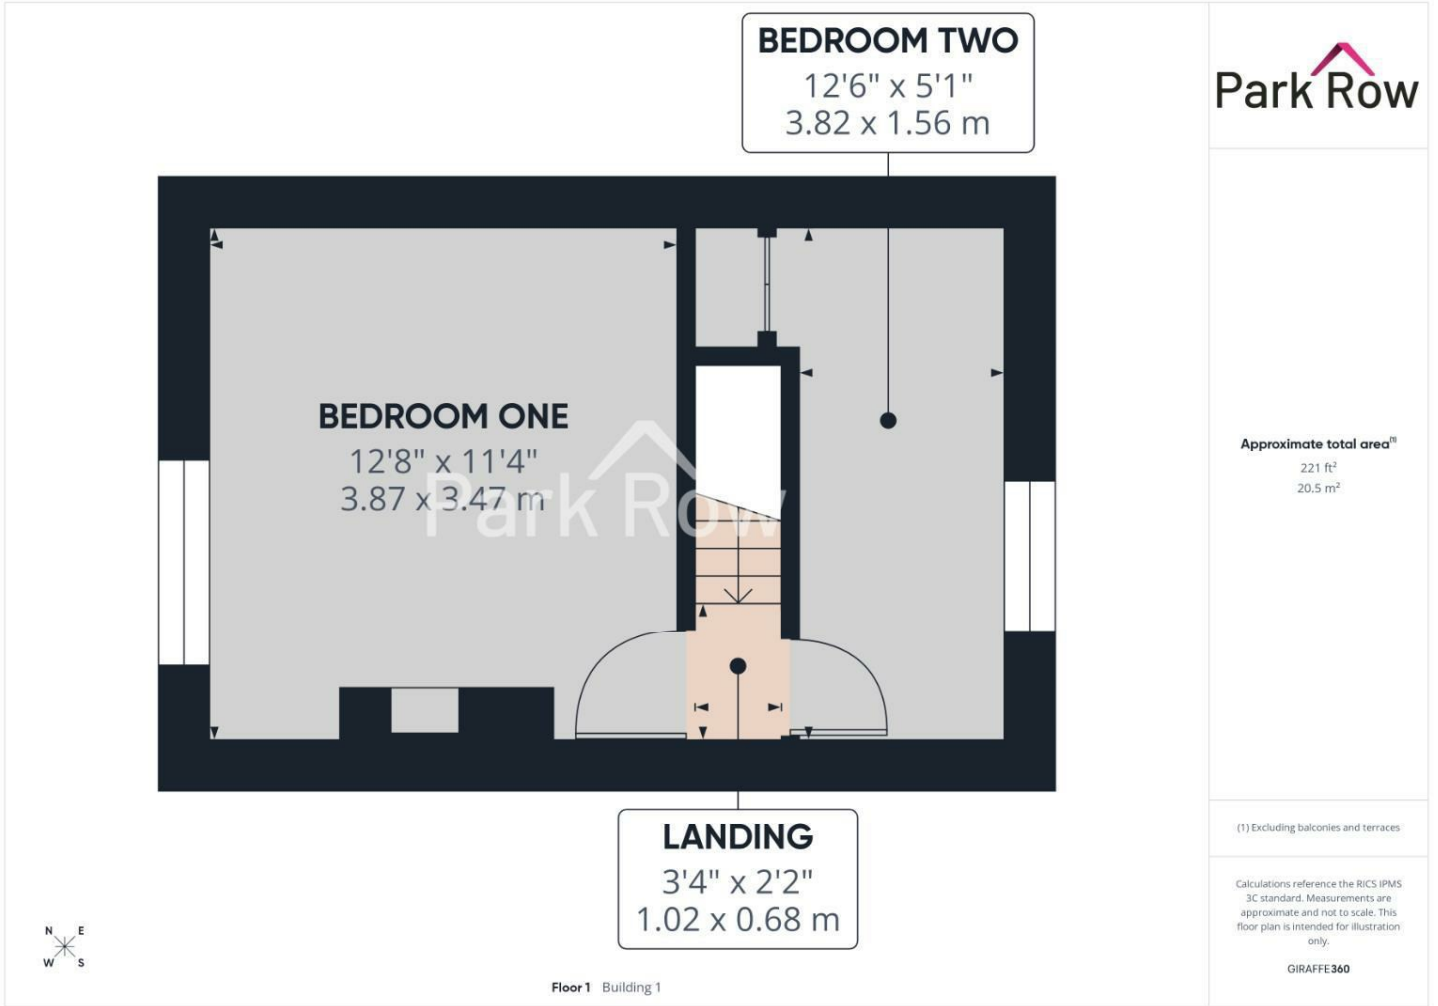 BEDROOM TWO
12'6" x 5'1"
3.82 x 1.56 m
Park Row
BEDROOM ONE
12'8" x 11'4"
3.87 x 3.47 m
Park Row
Approximate total area(1)
221 ft²
20.5 m²
LANDING
3'4" x 2'2"
1.02 x 0.68 m
(1) Excluding balconies and terraces
Calculations reference the RICS IPMS
3C standard. Measurements are
approximate and not to scale. This
floor plan is intended for illustration
only.
GIRAFFE360
N E
W S
Floor 1 Building 1